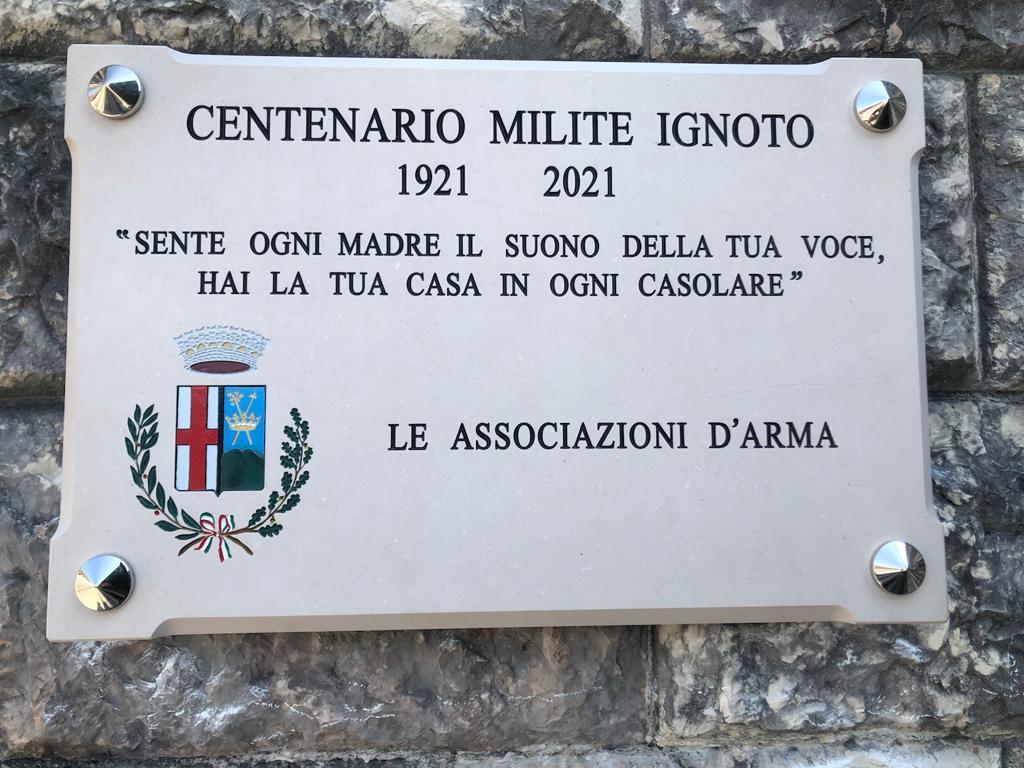 CENTENARIO MILITE IGNOTO
1921 2021
“SENTE OGNI MADRE IL SUONO DELLA TUA VOCE,
HAI LA TUA CASA IN OGNI CASOLARE”
LE ASSOCIAZIONI D’ARMA